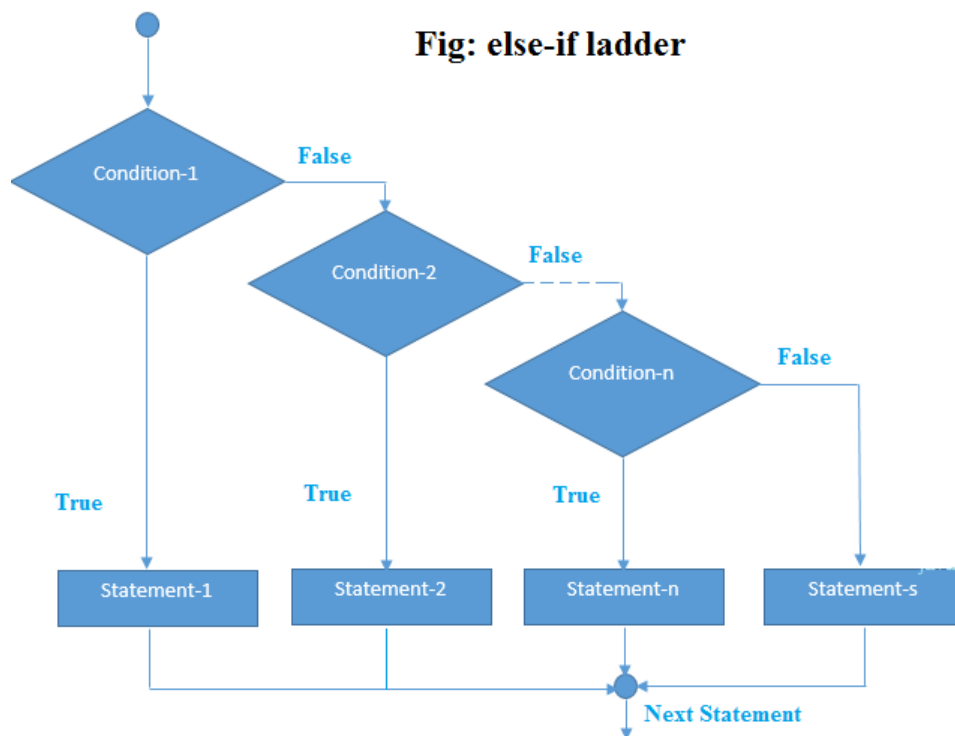 Fig: else-if ladder
Condition-1
False
Condition-2
False
Condition-n
False
True
True
True
Statement-1
Statement-2
Statement-n
Statement-s
Next Statement